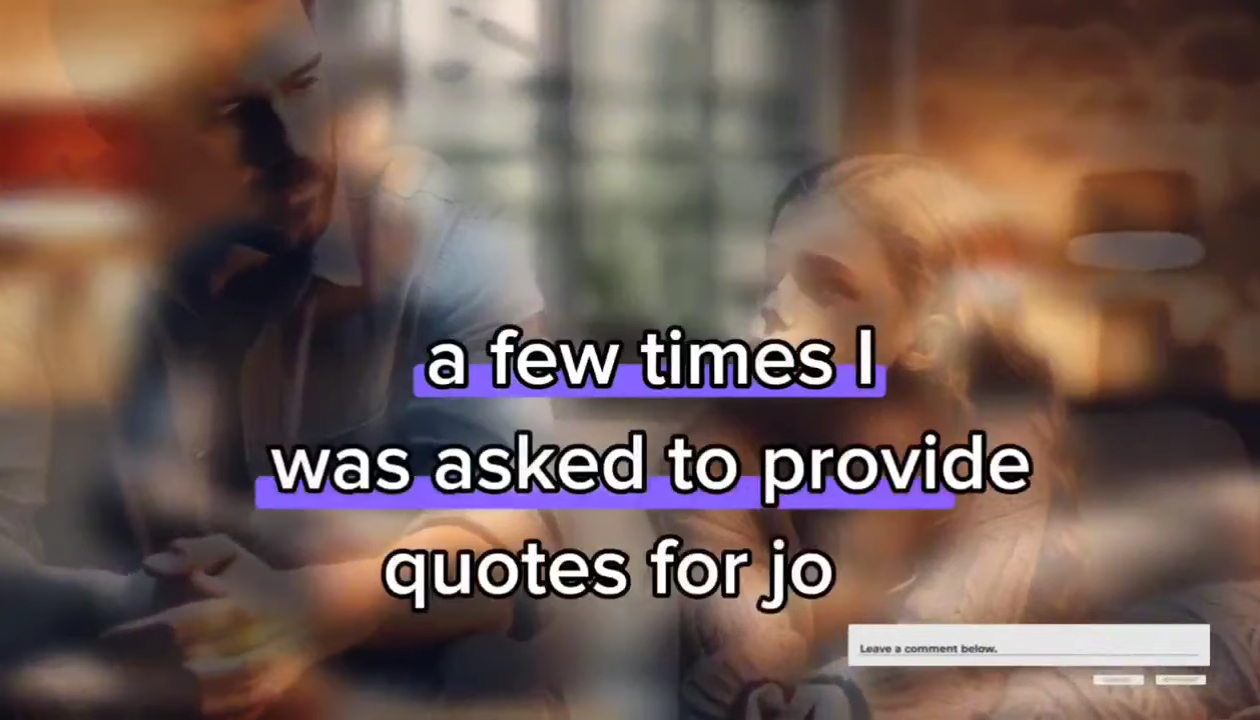 a few times I
was asked to provide
quotes for jo
Leave a comment below.